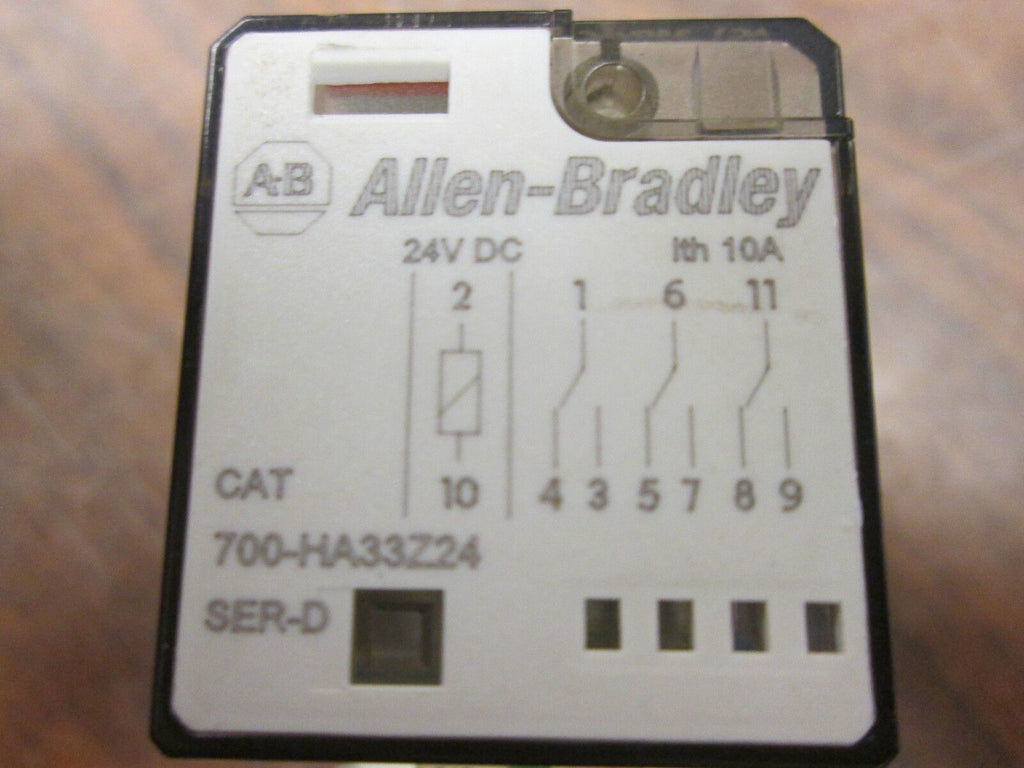 A-B Allen-Bradley
24V DC Ith 10A
2 1 6 11
CAT 10 4 3 5 7 8 9
700-HA33Z24
SER-D